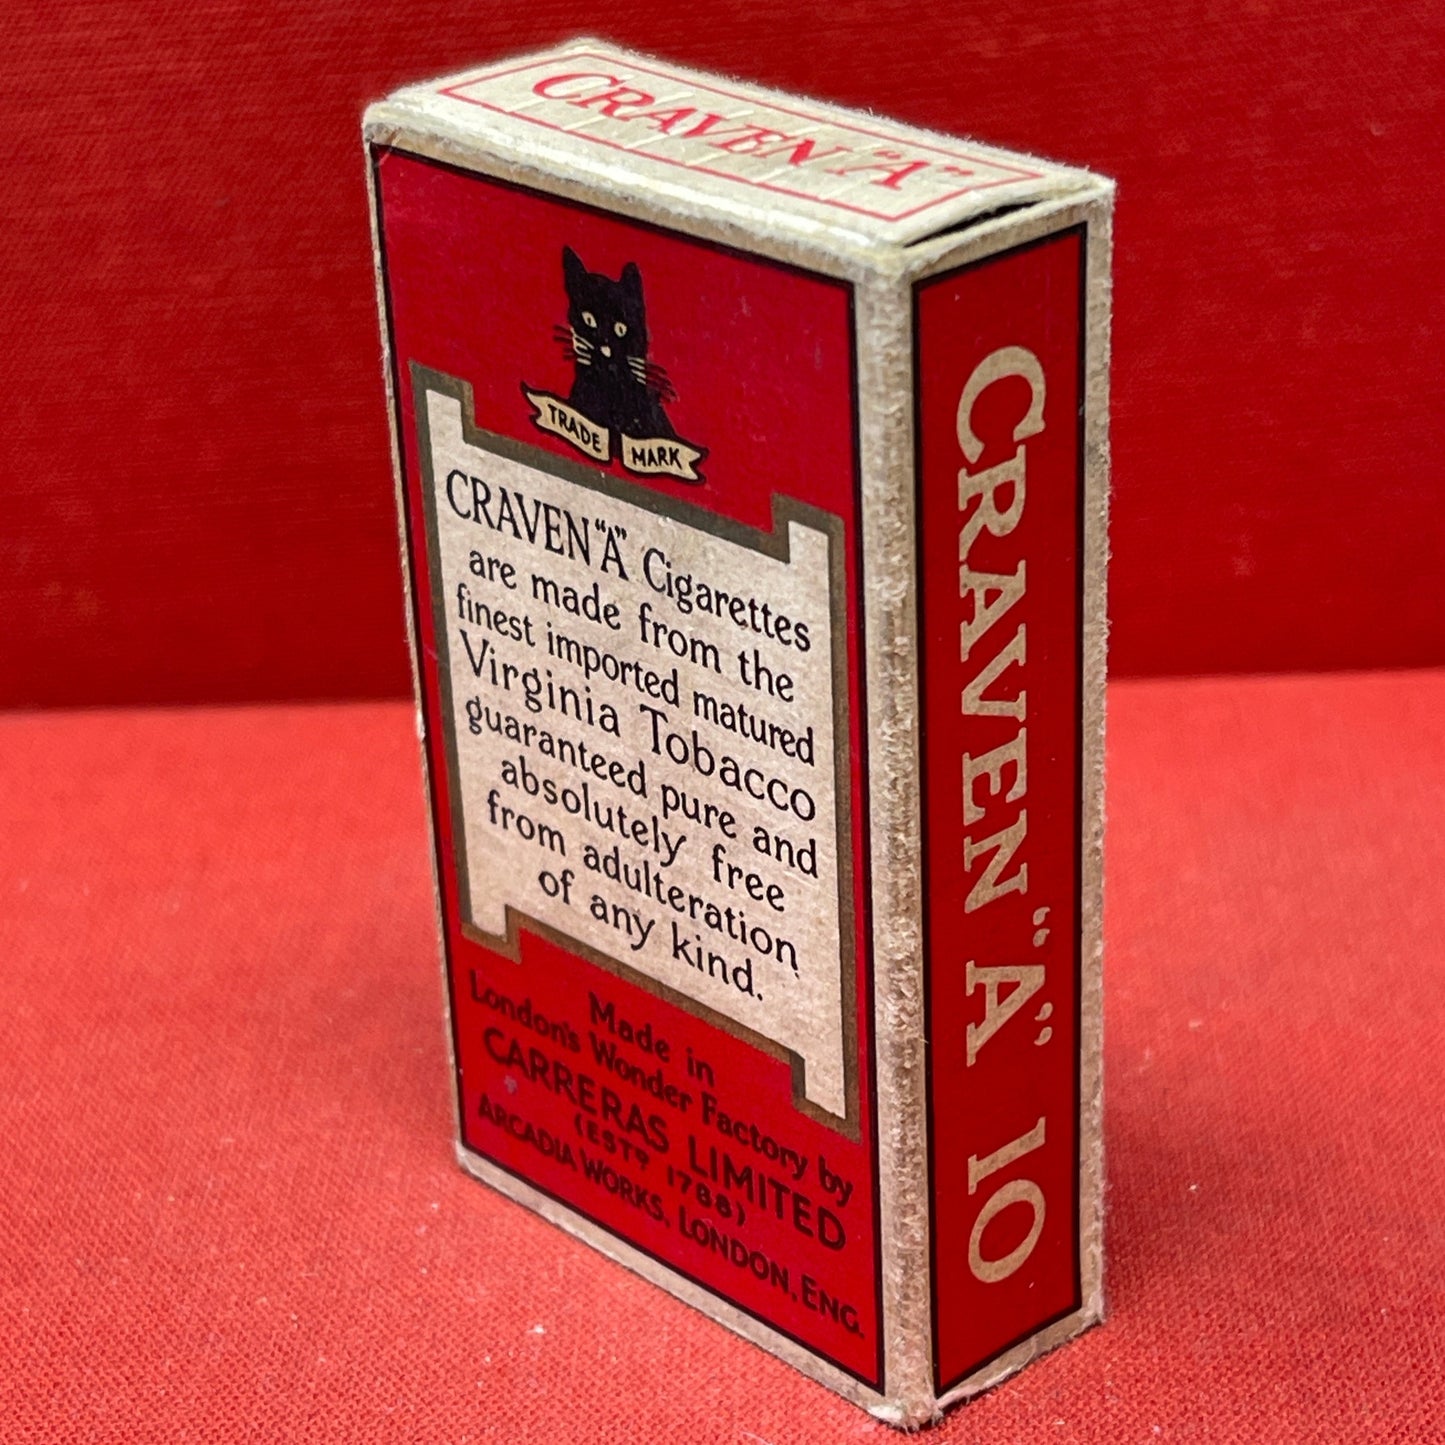 CRAVEN "A"
TRADE MARK
CRAVEN "A" Cigarettes
are made from the
finest imported matured
Virginia Tobacco
guaranteed pure and
absolutely free
from adulteration
of any kind.
Made in
London's Wonder Factory by
CARRERAS LIMITED
(ESTD 1788)
ARCADIA WORKS, LONDON, ENG.
CRAVEN "A" 10